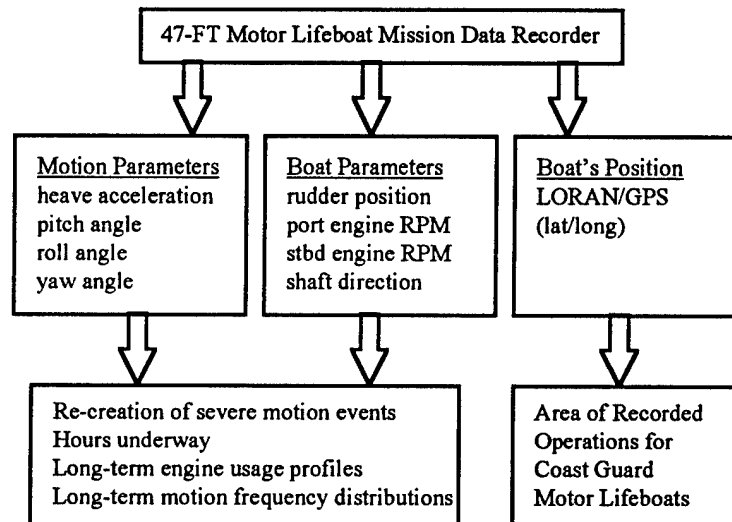 47-FT Motor Lifeboat Mission Data Recorder
Motion Parameters
heave acceleration
pitch angle
roll angle
yaw angle
Boat Parameters
rudder position
port engine RPM
stbd engine RPM
shaft direction
Boat's Position
LORAN/GPS
(lat/long)
Re-creation of severe motion events
Hours underway
Long-term engine usage profiles
Long-term motion frequency distributions
Area of Recorded
Operations for
Coast Guard
Motor Lifeboats